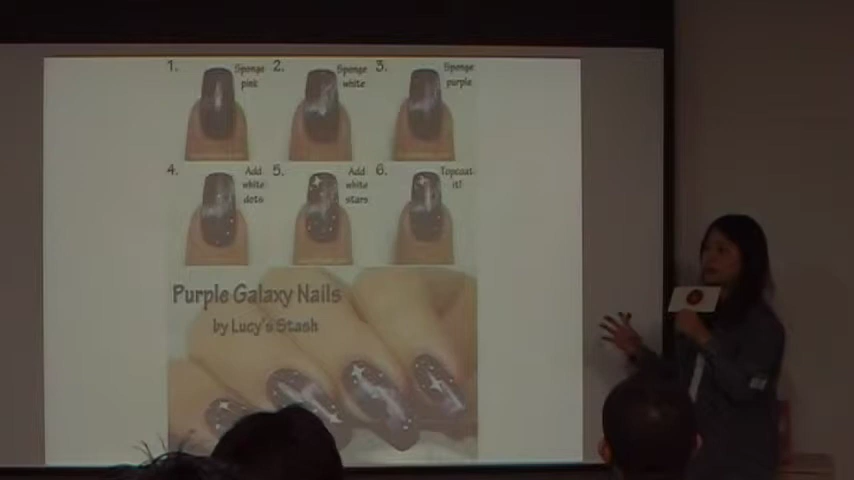 1.
Sponge
pink
2.
Sponge
white
3.
Sponge
purple
4.
Add
white
dots
5.
Add
white
stars
6.
Topcoat
it!
Purple Galaxy Nails
by Lucy's Stash